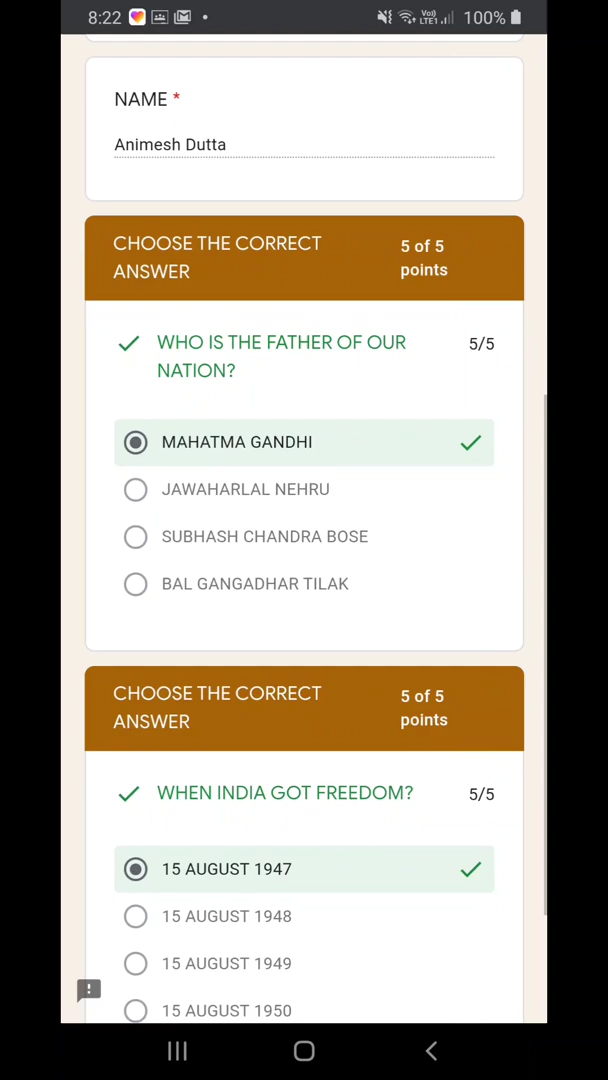 8:22 Vo)) LTE1 100%
NAME *
Animesh Dutta
CHOOSE THE CORRECT
ANSWER
5 of 5
points
WHO IS THE FATHER OF OUR
NATION?
5/5
MAHATMA GANDHI
JAWAHARLAL NEHRU
SUBHASH CHANDRA BOSE
BAL GANGADHAR TILAK
CHOOSE THE CORRECT
ANSWER
5 of 5
points
WHEN INDIA GOT FREEDOM?
5/5
15 AUGUST 1947
15 AUGUST 1948
15 AUGUST 1949
15 AUGUST 1950